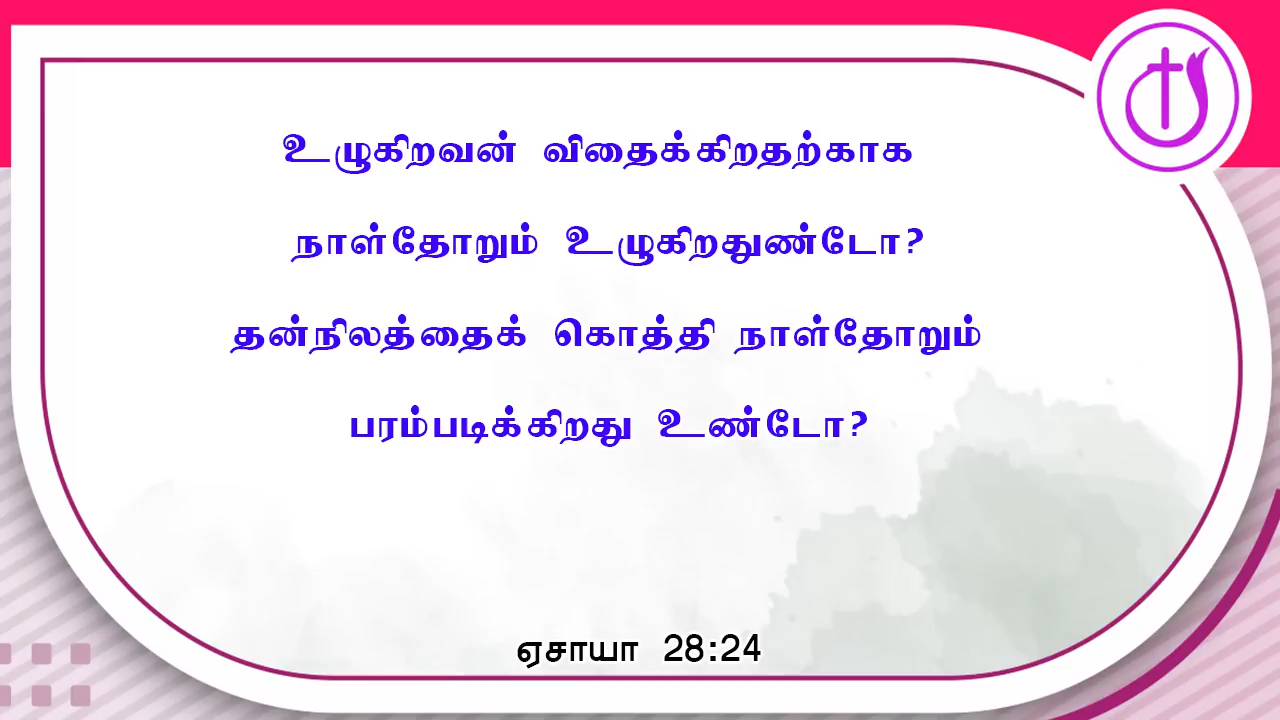 உழுகிறவன் விதைக்கிறதற்காக
நாள்தோறும் உழுகிறதுண்டோ?
தன்நிலத்தைக் கொத்தி நாள்தோறும்
பரம்படிக்கிறது உண்டோ?
ஏசாயா 28:24